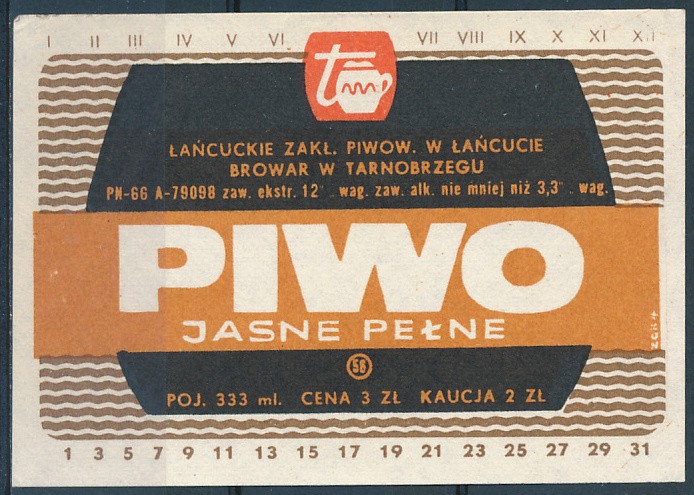 I II III IV V VI VII VIII IX X XI XII
t
ŁAŃCUCKIE ZAKŁ. PIWOW. W ŁAŃCUCIE
BROWAR W TARNOBRZEGU
PN-66 A-79098 zaw. ekstr. 12° wag. zaw. alk. nie mniej niż 3,3° wag.
PIWO
JASNE PEŁNE
ZGK4
58
POJ. 333 ml. CENA 3 ZŁ KAUCJA 2 ZŁ
1 3 5 7 9 11 13 15 17 19 21 23 25 27 29 31